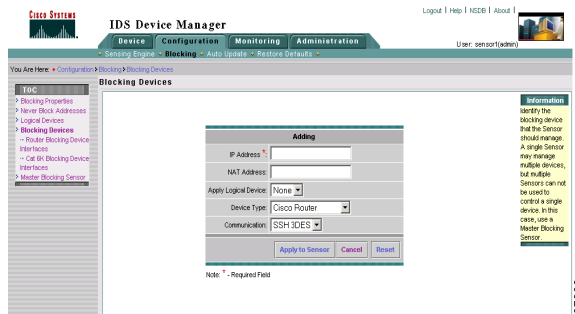 Cisco Systems
IDS Device Manager
Logout | Help | NSDB | About |
Device Configuration Monitoring Administration
User: sensor1(admin)
Sensing Engine Blocking Auto Update Restore Defaults
You Are Here: Configuration > Blocking > Blocking Devices
Blocking Devices
TOC
Blocking Properties
Never Block Addresses
Logical Devices
Blocking Devices
Router Blocking Device
Interfaces
Cat 6K Blocking Device
Interfaces
Master Blocking Sensor
Adding
IP Address *:
NAT Address:
Apply Logical Device: None
Device Type: Cisco Router
Communication: SSH 3DES
Apply to Sensor Cancel Reset
Note: * - Required Field
Information
Identify the
blocking device
that the Sensor
should manage.
A single Sensor
may manage
multiple devices,
but multiple
Sensors can not
be used to
control a single
device. In this
case, use a
Master Blocking
Sensor.